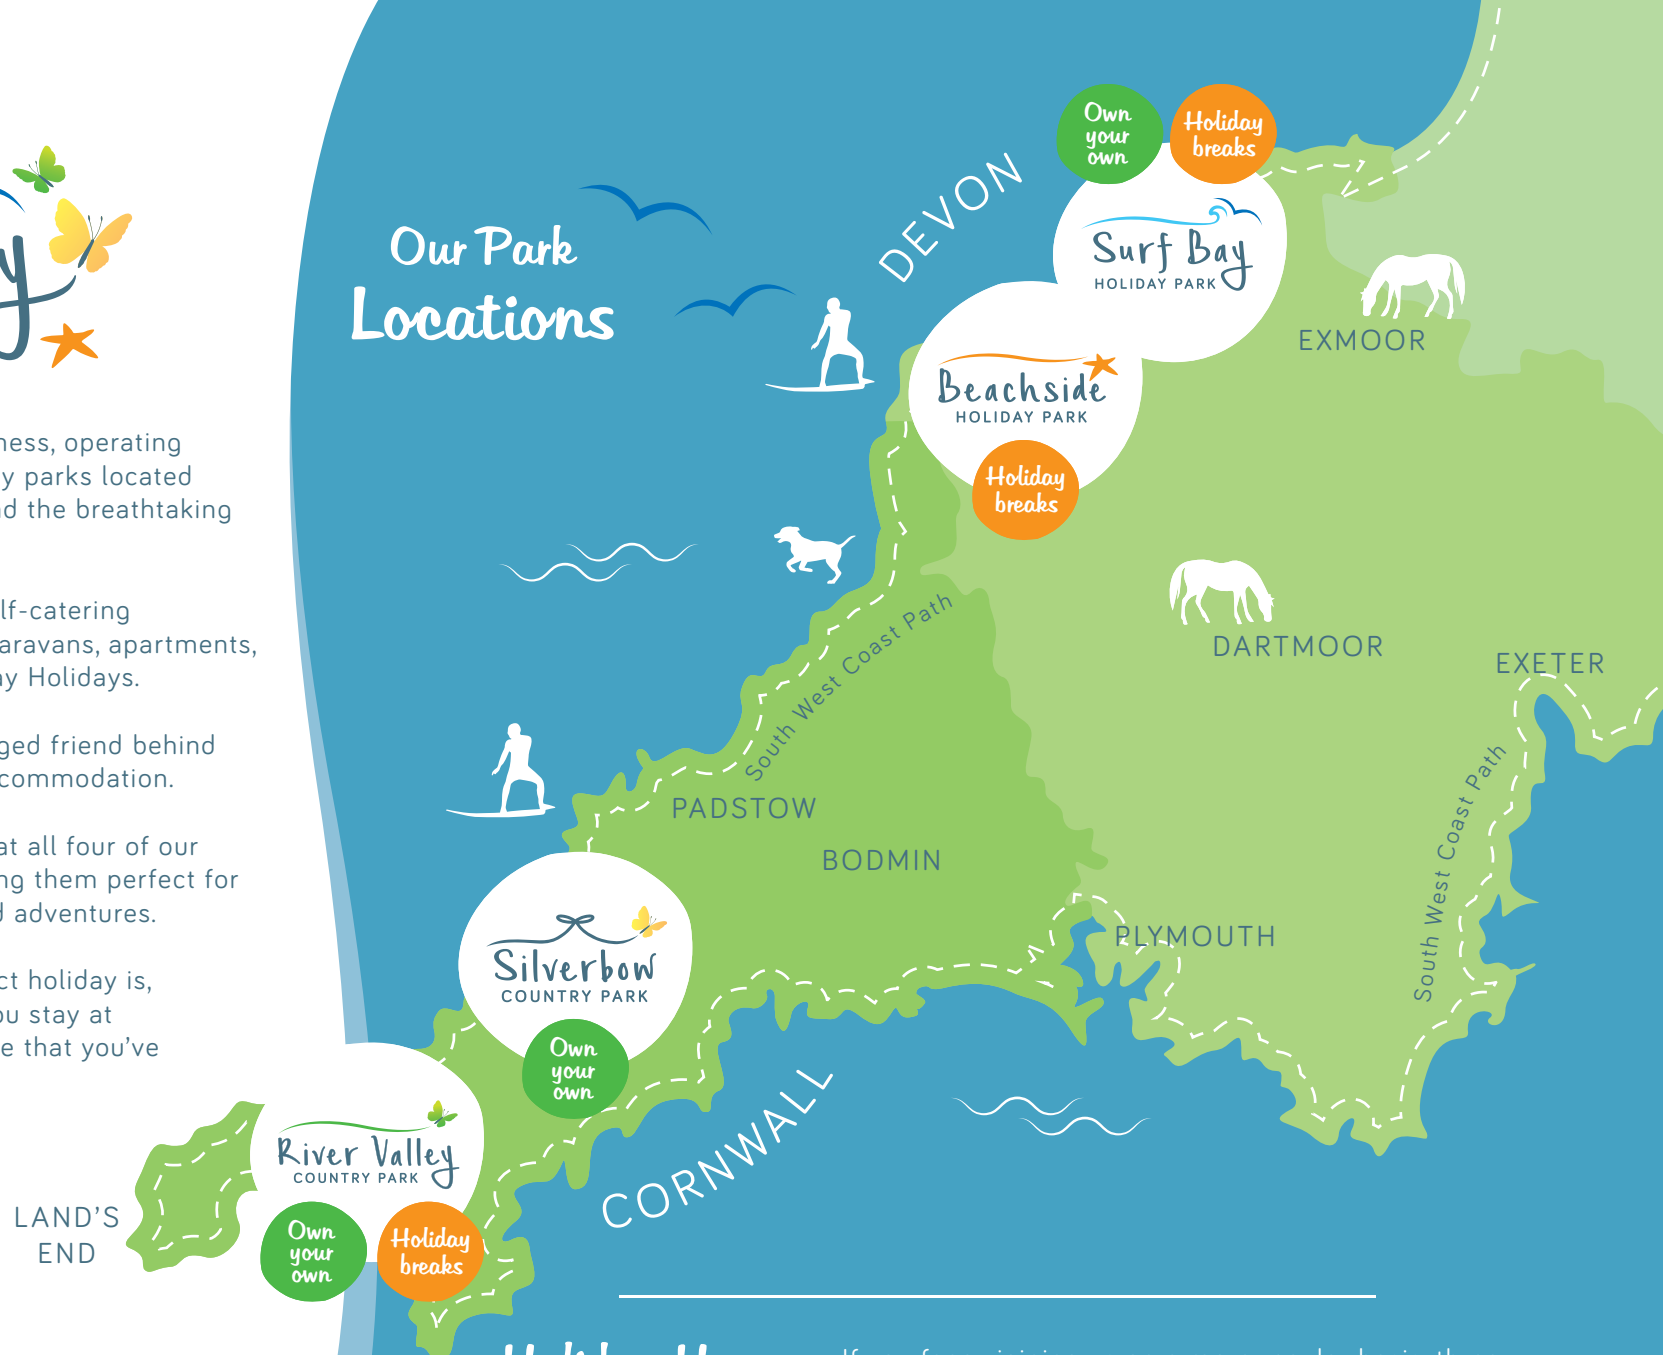 ness, operating
y parks located
d the breathtaking
lf-catering
aravans, apartments,
ay Holidays.
ged friend behind
commodation.
at all four of our
ng them perfect for
d adventures.
ct holiday is,
ou stay at
e that you've
Our Park
Locations
DEVON
Own
your
own
Holiday
breaks
Surf Bay
HOLIDAY PARK
Beachside
HOLIDAY PARK
Holiday
breaks
EXMOOR
DARTMOOR
EXETER
South West Coast Path
PADSTOW
BODMIN
PLYMOUTH
South West Coast Path
Silverbow
COUNTRY PARK
Own
your
own
CORNWALL
River Valley
COUNTRY PARK
Own
your
own
Holiday
breaks
LAND'S
END